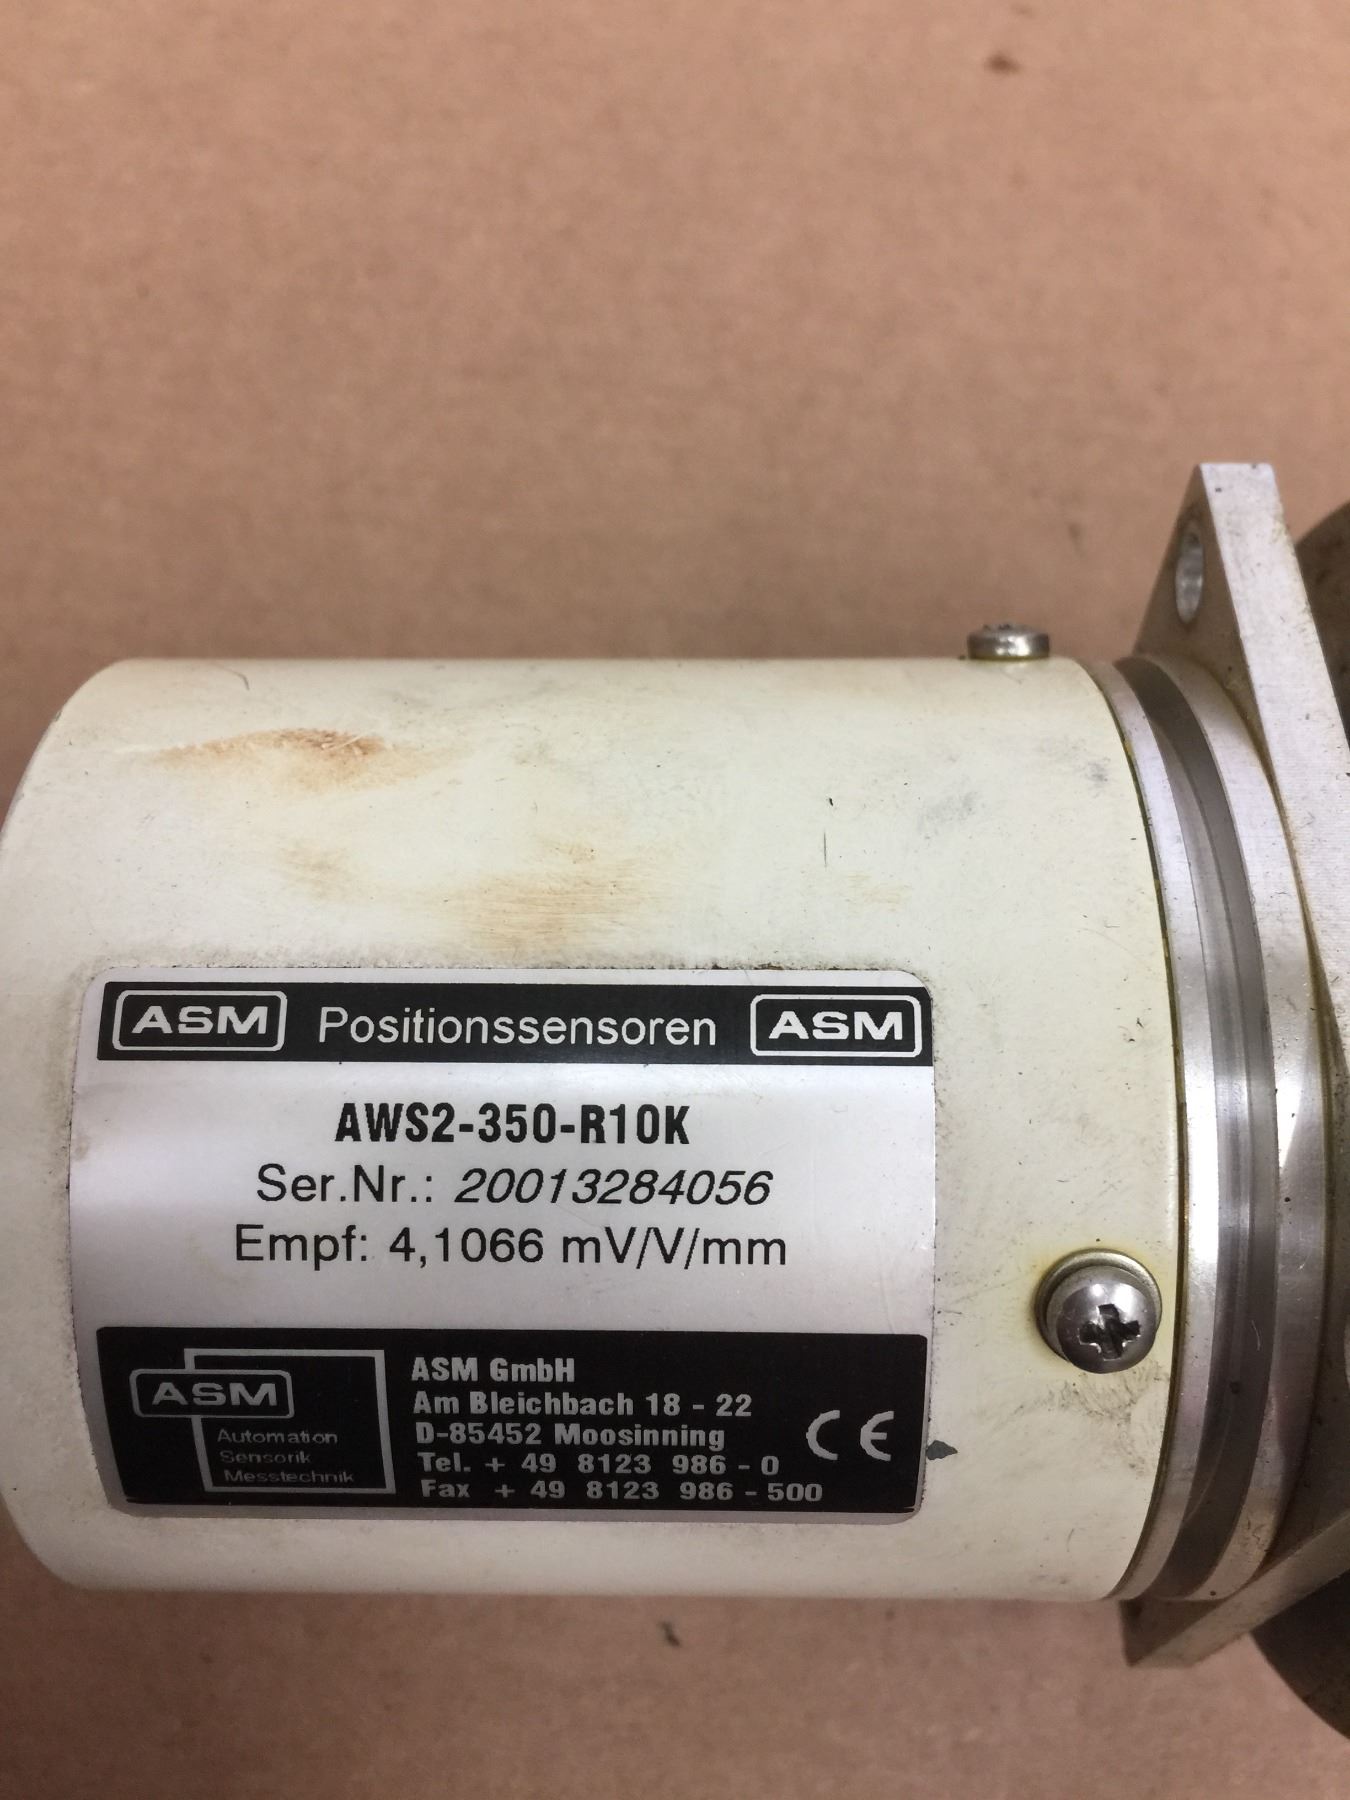 ASM Positionssensoren ASM
AWS2-350-R10K
Ser.Nr.: 20013284056
Empf: 4,1066 mV/V/mm
ASM
Automation
Sensorik
Messtechnik
ASM GmbH
Am Bleichbach 18 - 22
D-85452 Moosinning
Tel. + 49 8123 986 - 0
Fax + 49 8123 986 - 500
CE